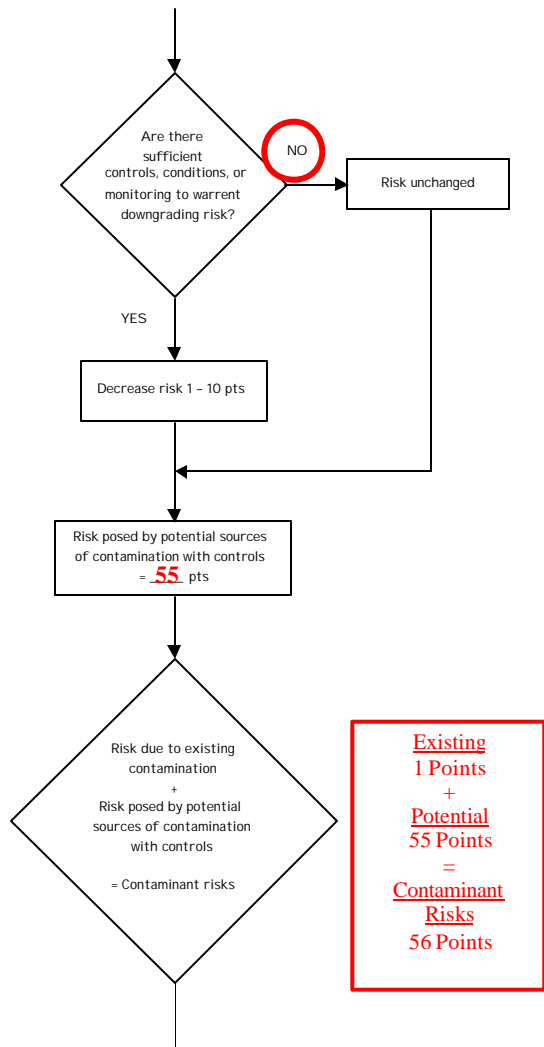 Are there
sufficient
controls, conditions, or
monitoring to warrent
downgrading risk?
NO
Risk unchanged
YES
Decrease risk 1 – 10 pts
Risk posed by potential sources
of contamination with controls
= 55 pts
Risk due to existing
contamination
+
Risk posed by potential
sources of contamination
with controls
= Contaminant risks
Existing
1 Points
+
Potential
55 Points
=
Contaminant
Risks
56 Points